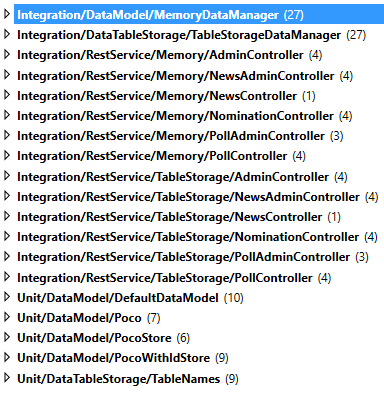 Integration/DataModel/MemoryDataManager (27)
Integration/DataTableStorage/TableStorageDataManager (27)
Integration/RestService/Memory/AdminController (4)
Integration/RestService/Memory/NewsAdminController (4)
Integration/RestService/Memory/NewsController (1)
Integration/RestService/Memory/NominationController (4)
Integration/RestService/Memory/PollAdminController (3)
Integration/RestService/Memory/PollController (4)
Integration/RestService/TableStorage/AdminController (4)
Integration/RestService/TableStorage/NewsAdminController (4)
Integration/RestService/TableStorage/NewsController (1)
Integration/RestService/TableStorage/NominationController (4)
Integration/RestService/TableStorage/PollAdminController (3)
Integration/RestService/TableStorage/PollController (4)
Unit/DataModel/DefaultDataModel (10)
Unit/DataModel/Poco (7)
Unit/DataModel/PocoStore (6)
Unit/DataModel/PocoWithIdStore (9)
Unit/DataTableStorage/TableNames (9)